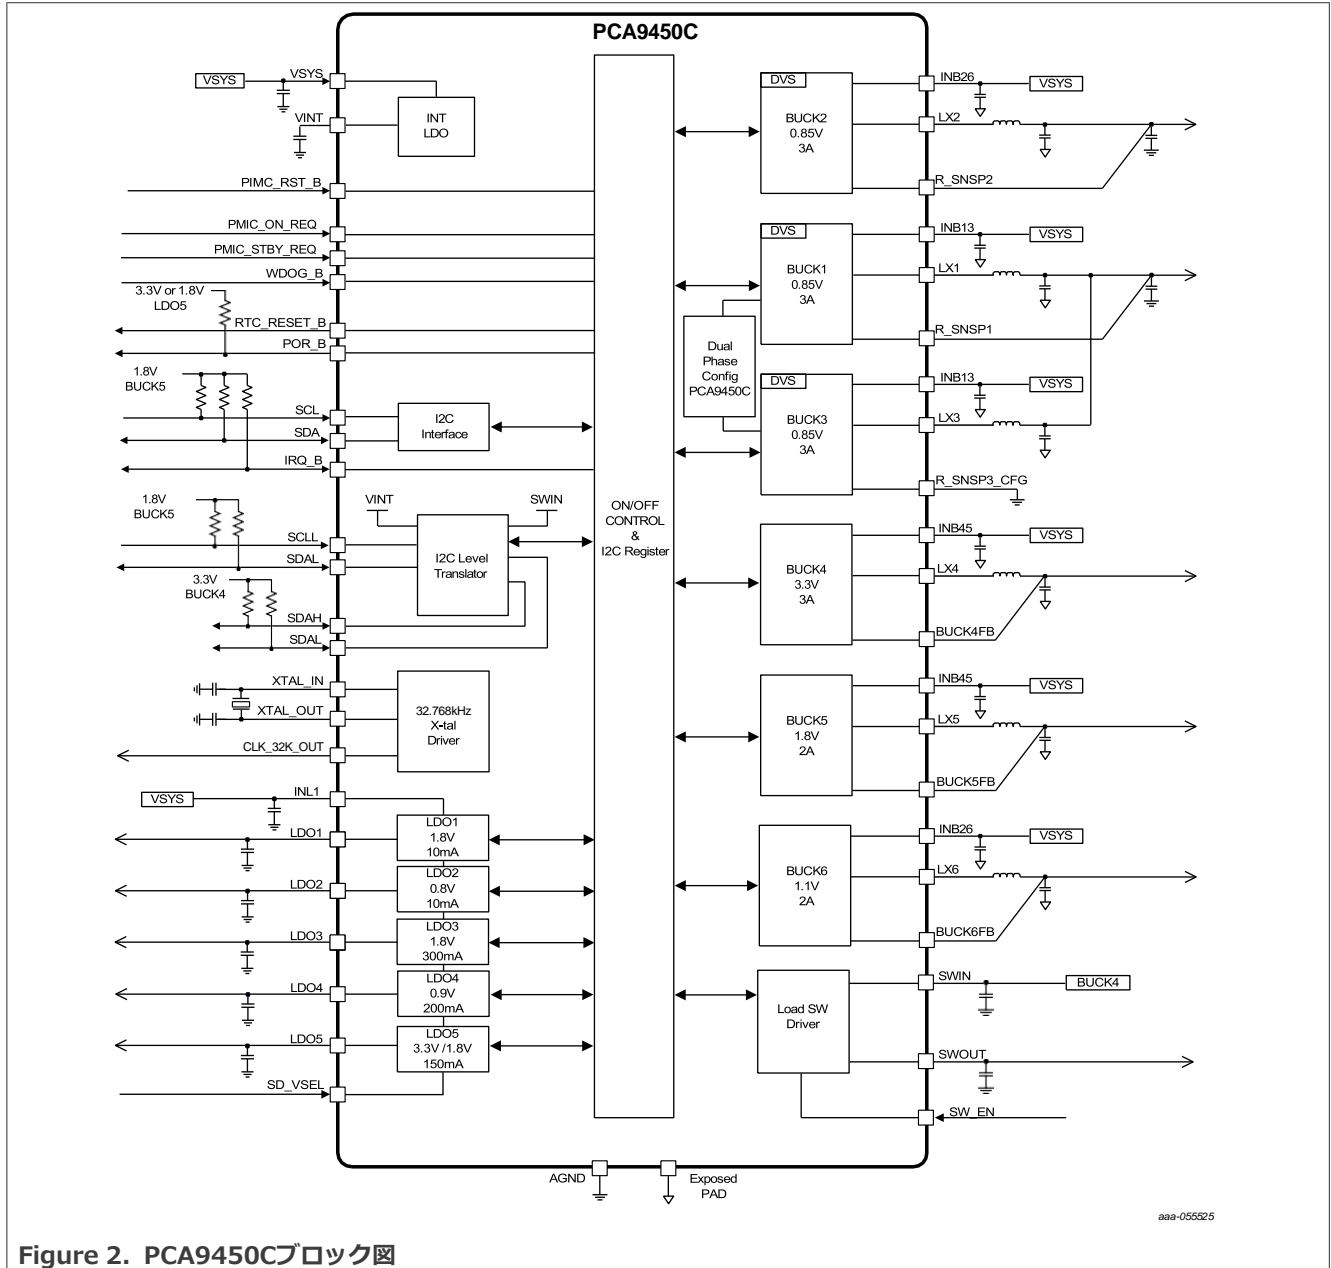 PCA9450C
VSYS
VSYS
VINT
INT
LDO
PIMC_RST_B
PMIC_ON_REQ
PMIC_STBY_REQ
WDOG_B
3.3V or 1.8V
LDO5
RTC_RESET_B
POR_B
1.8V
BUCK5
SCL
SDA
I2C
Interface
IRQ_B
1.8V
BUCK5
VINT
SWIN
SCLL
SDAL
I2C Level
Translator
3.3V
BUCK4
SDAH
SDAL
XTAL_IN
XTAL_OUT
32.768kHz
X-tal
Driver
CLK_32K_OUT
VSYS
INL1
LDO1
LDO1
1.8V
10mA
LDO2
LDO2
0.8V
10mA
LDO3
LDO3
1.8V
300mA
LDO4
LDO4
0.9V
200mA
LDO5
LDO5
3.3V /1.8V
150mA
SD_VSEL
ON/OFF
CONTROL
&
I2C Register
DVS
BUCK2
0.85V
3A
INB26
VSYS
LX2
R_SNSP2
DVS
BUCK1
0.85V
3A
INB13
VSYS
LX1
R_SNSP1
Dual
Phase
Config
PCA9450C
DVS
BUCK3
0.85V
3A
INB13
VSYS
LX3
R_SNSP3_CFG
BUCK4
3.3V
3A
INB45
VSYS
LX4
BUCK4FB
BUCK5
1.8V
2A
INB45
VSYS
LX5
BUCK5FB
BUCK6
1.1V
2A
INB26
VSYS
LX6
BUCK6FB
Load SW
Driver
SWIN
BUCK4
SWOUT
SW_EN
AGND
Exposed
PAD
aaa-055525
Figure 2. PCA9450Cブロック図